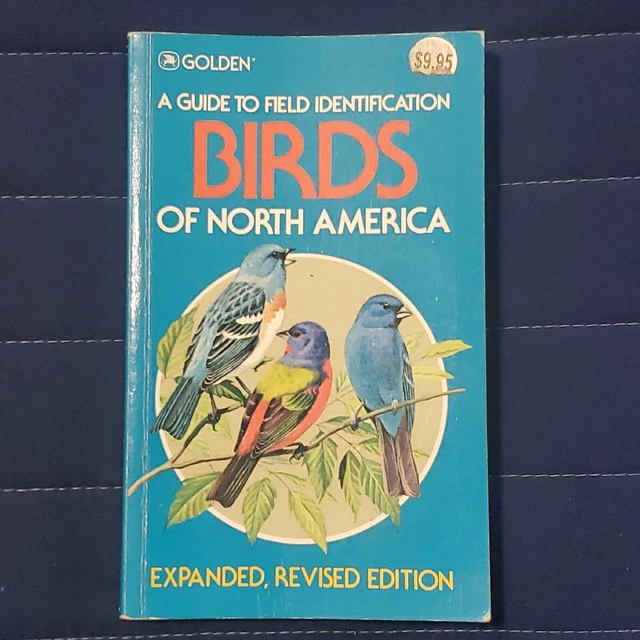 GOLDEN®
$9.95
A GUIDE TO FIELD IDENTIFICATION
BIRDS
OF NORTH AMERICA
EXPANDED, REVISED EDITION